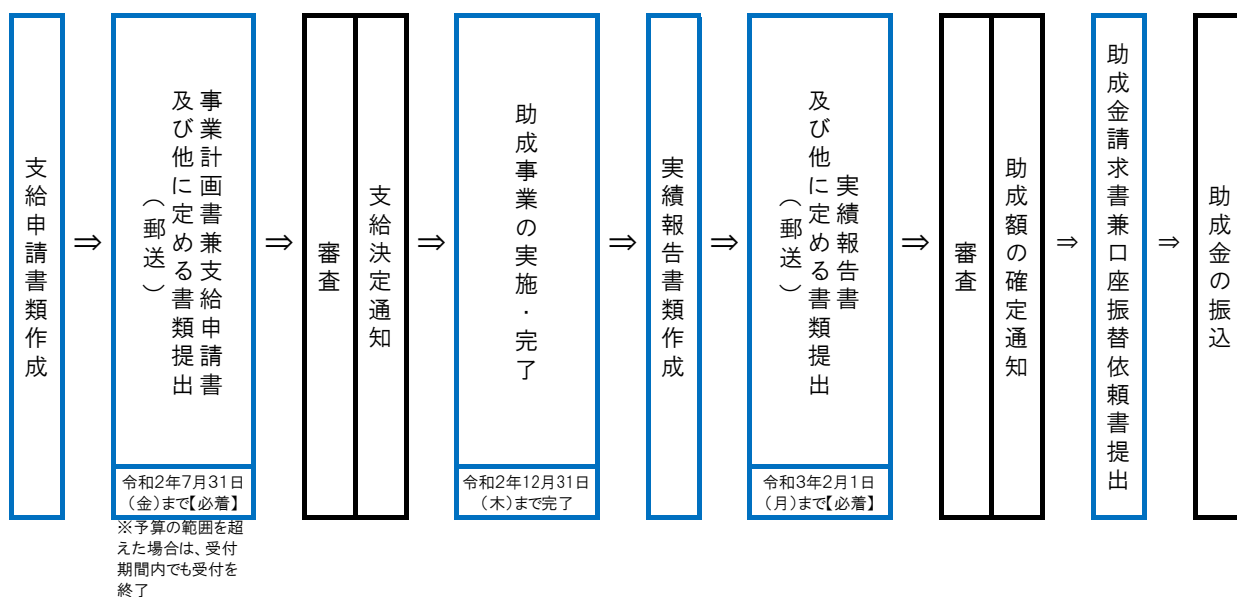 支給申請書類作成
⇒
事業計画書兼支給申請書
及び他に定める書類提出
（郵送）
令和2年7月31日
（金）まで【必着】
※予算の範囲を超
えた場合は、受付
期間内でも受付を
終了
⇒
審査
支給決定通知
⇒
助成事業の実施・完了
令和2年12月31日
（木）まで完了
⇒
実績報告書類作成
⇒
実績報告書
及び他に定める書類提出
（郵送）
令和3年2月1日
（月）まで【必着】
⇒
審査
助成額の確定通知
⇒
助成金請求書兼口座振替依頼書提出
⇒
助成金の振込